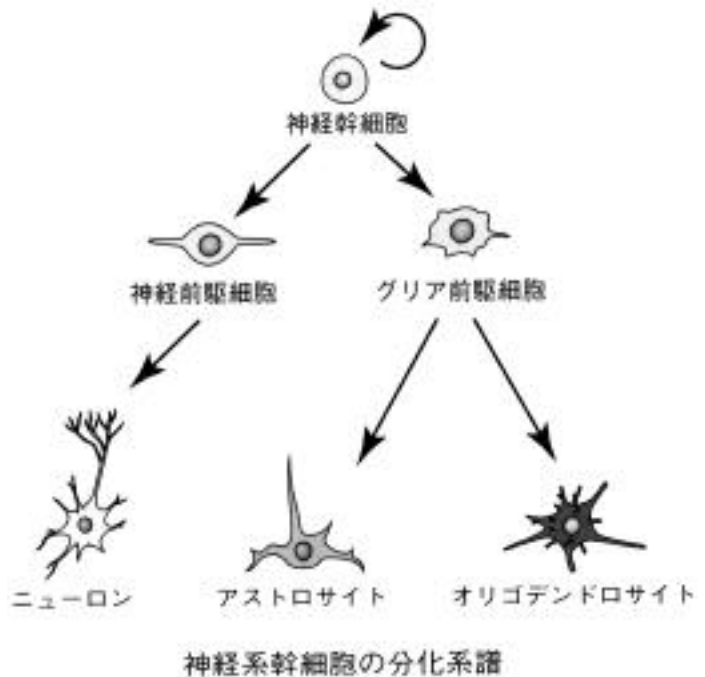 神経幹細胞
神経前駆細胞
グリア前駆細胞
ニューロン
アストロサイト
オリゴデンドロサイト
神経系幹細胞の分化系譜